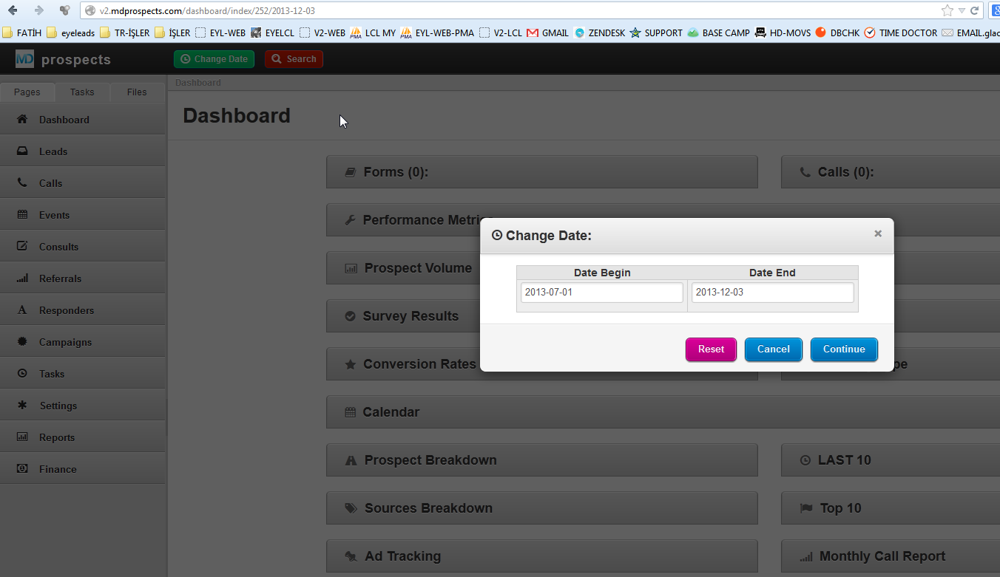 v2.mdprospects.com/dashboard/index/252/2013-12-03
FATİH eyeleads TR-İŞLER İŞLER EYL-WEB EYELCL V2-WEB LCL MY EYL-WEB-PMA V2-LCL GMAIL ZENDESK SUPPORT BASE CAMP HD-MOVS DBCHK TIME DOCTOR EMAIL.glac
MD prospects Change Date Search
Pages Tasks Files
Dashboard
Leads
Calls
Events
Consults
Referrals
Responders
Campaigns
Tasks
Settings
Reports
Finance
Dashboard
Dashboard
Forms (0):
Calls (0):
Performance Metrics
Prospect Volume
Survey Results
Conversion Rates
pe
Calendar
Prospect Breakdown
LAST 10
Sources Breakdown
Top 10
Ad Tracking
Monthly Call Report
Change Date: ×
Date Begin Date End
2013-07-01 2013-12-03
Reset Cancel Continue